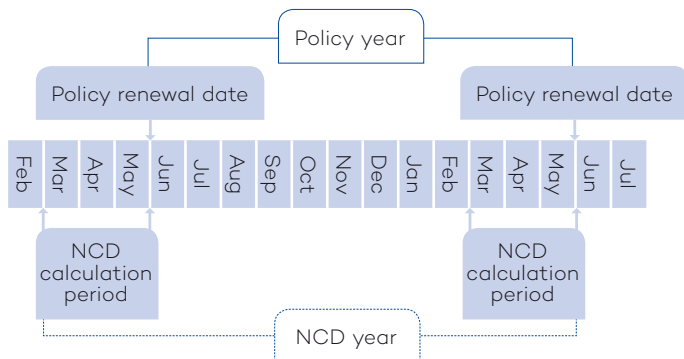 Policy year
Policy renewal date
Policy renewal date
Feb
Mar
Apr
May
Jun
Jul
Aug
Sep
Oct
Nov
Dec
Jan
Feb
Mar
Apr
May
Jun
Jul
NCD
calculation
period
NCD
calculation
period
NCD year